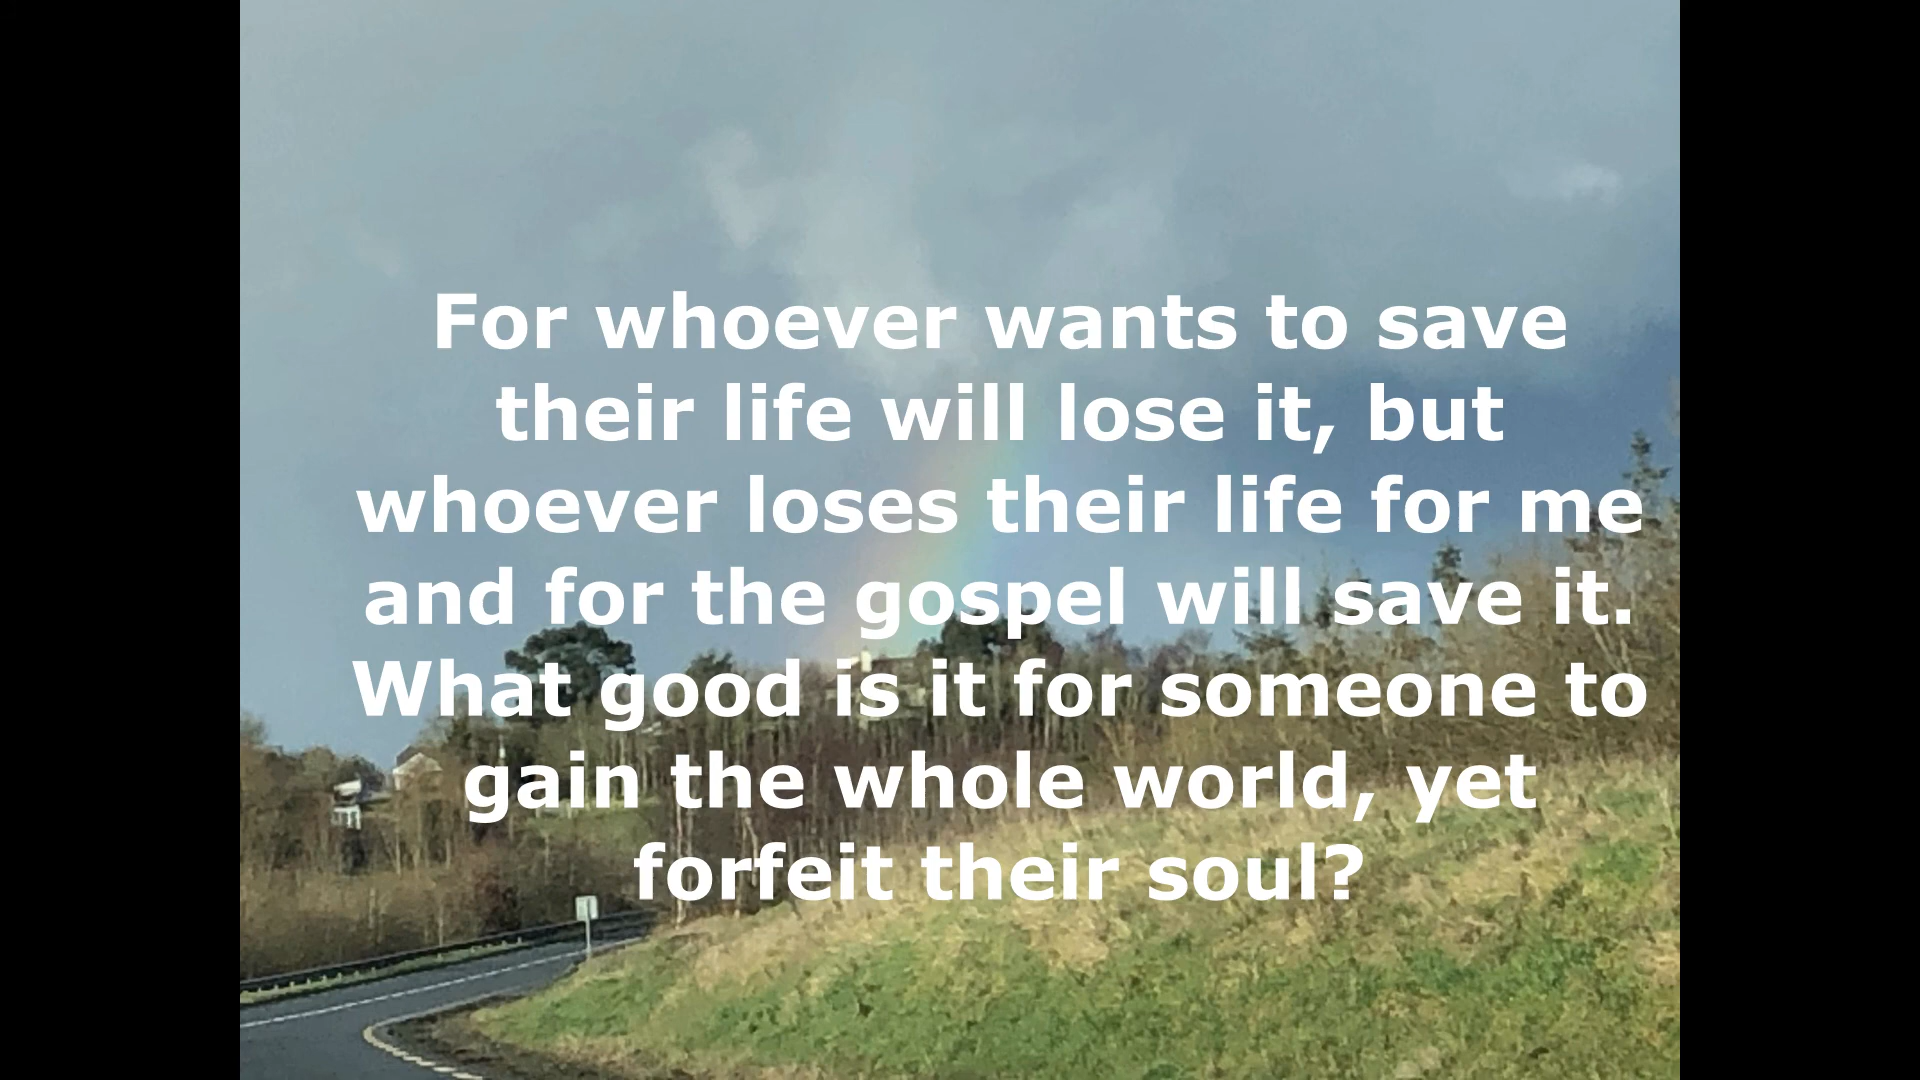 For whoever wants to save
their life will lose it, but
whoever loses their life for me
and for the gospel will save it.
What good is it for someone to
gain the whole world, yet
forfeit their soul?